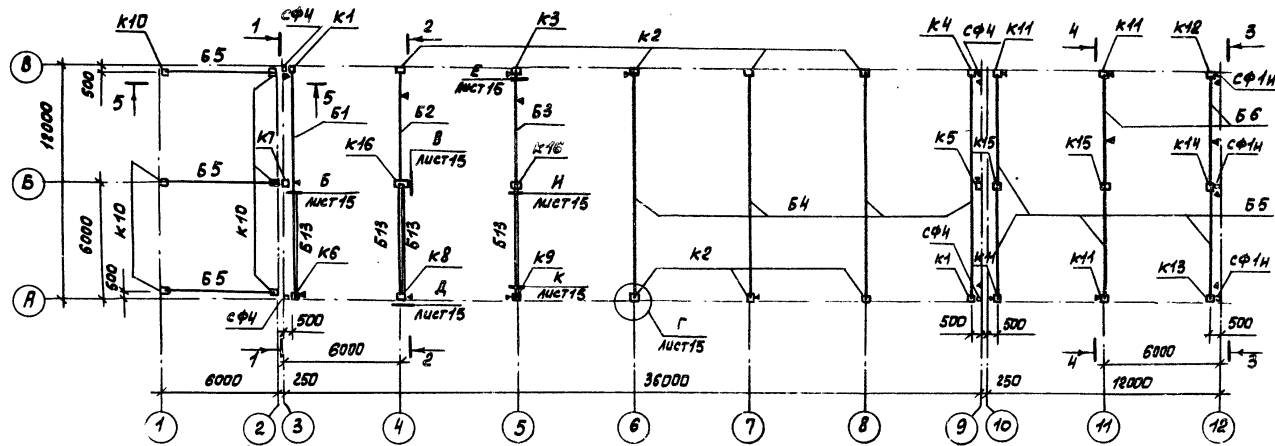 К10 1 СФ4 К1 2 К3 К2 К4 СФ4 К11 4 К11 К12 3
В Б5 Е ЛИСТ16 СФ1Н
500 5 5 Б1 Б2 Б3 Б6
12000 К7 К16 В ЛИСТ15 К16 К5 К15 К15 К14 СФ1Н
Б Б5 Б ЛИСТ15 И ЛИСТ15 Б4 Б5
6000 К10 К10 Б13 Б13 Б13 Б13 СФ4
500 К6 К8 К9 К2 К1 К11 К11 К13 СФ1Н
А Б5 Д ЛИСТ15 К ЛИСТ15
СФ4 500 Г ЛИСТ15 500 500 500
1 6000 2 4 6000 3
6000 250 36000 250 12000
1 2 3 4 5 6 7 8 9 10 11 12